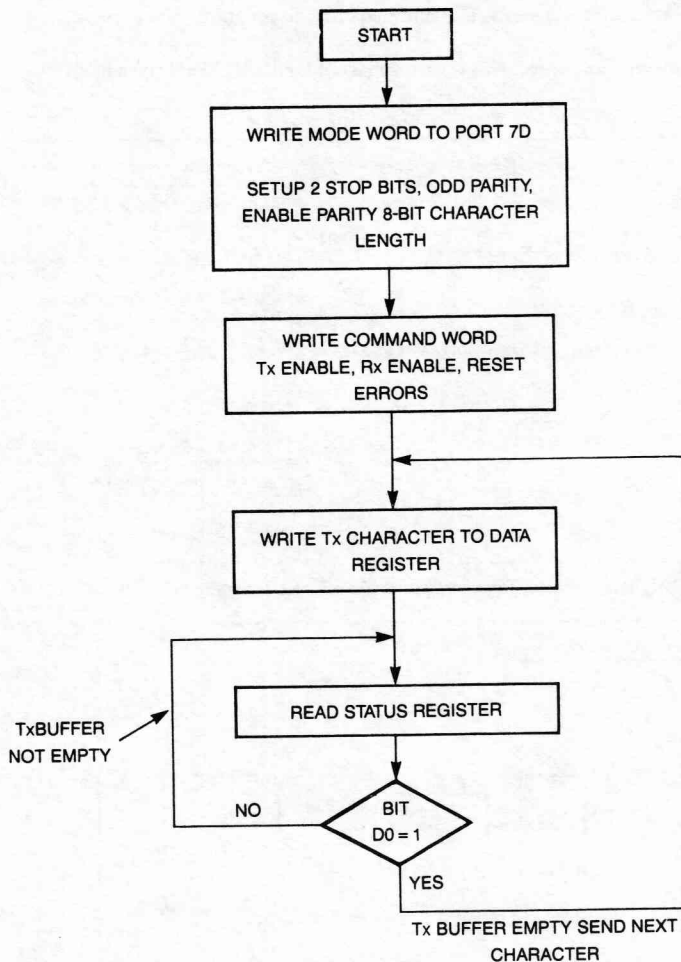 START
WRITE MODE WORD TO PORT 7D
SETUP 2 STOP BITS, ODD PARITY,
ENABLE PARITY 8-BIT CHARACTER
LENGTH
WRITE COMMAND WORD
Tx ENABLE, Rx ENABLE, RESET
ERRORS
WRITE Tx CHARACTER TO DATA
REGISTER
READ STATUS REGISTER
TxBUFFER
NOT EMPTY
NO
BIT
D0 = 1
YES
Tx BUFFER EMPTY SEND NEXT
CHARACTER